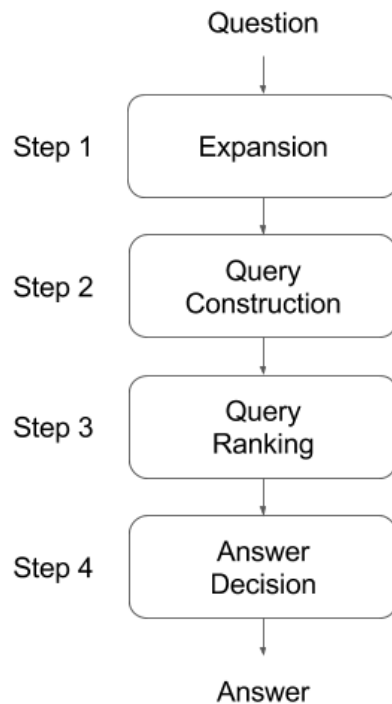 Question
Step 1
Expansion
Step 2
Query
Construction
Step 3
Query
Ranking
Step 4
Answer
Decision
Answer